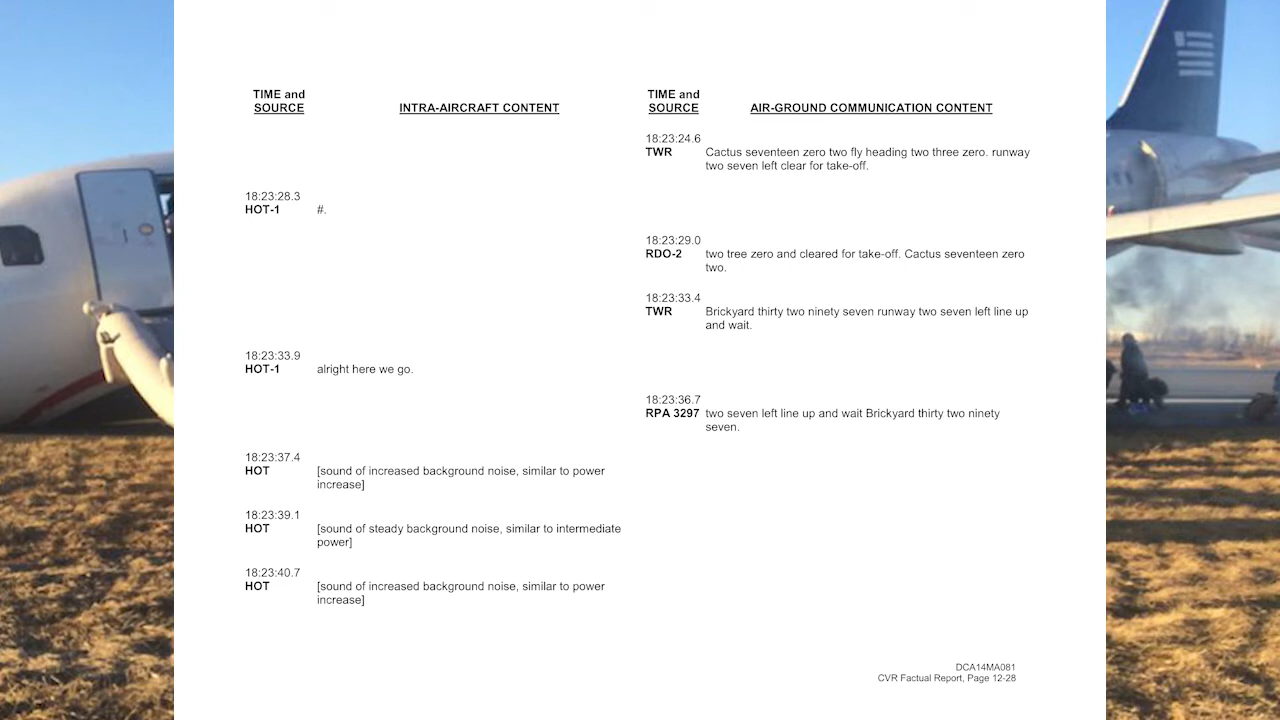 TIME and
SOURCE
INTRA-AIRCRAFT CONTENT
TIME and
SOURCE
AIR-GROUND COMMUNICATION CONTENT
18:23:24.6
TWR Cactus seventeen zero two fly heading two three zero. runway
two seven left clear for take-off.
18:23:28.3
HOT-1 #.
18:23:29.0
RDO-2 two tree zero and cleared for take-off. Cactus seventeen zero
two.
18:23:33.4
TWR Brickyard thirty two ninety seven runway two seven left line up
and wait.
18:23:33.9
HOT-1 alright here we go.
18:23:36.7
RPA 3297 two seven left line up and wait Brickyard thirty two ninety
seven.
18:23:37.4
HOT [sound of increased background noise, similar to power
increase]
18:23:39.1
HOT [sound of steady background noise, similar to intermediate
power]
18:23:40.7
HOT [sound of increased background noise, similar to power
increase]
DCA14MA081
CVR Factual Report, Page 12-28